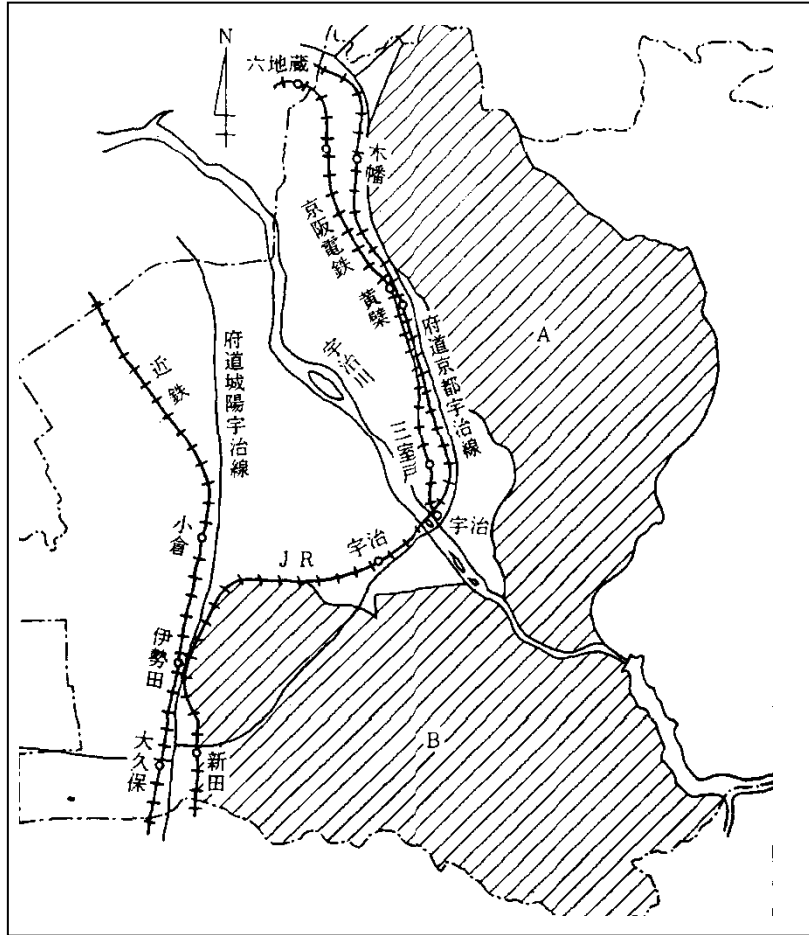 N
六地蔵
木幡
京阪電鉄
黄檗
府道京都宇治線
A
宇治川
近鉄
府道城陽宇治線
三室戸
小倉
宇治
宇治
JR
伊勢田
大久保
新田
B